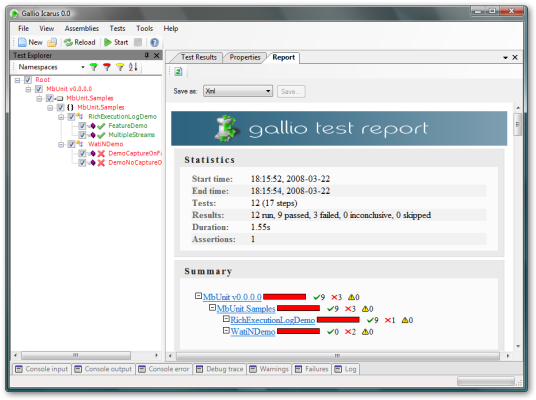 Gallio Icarus 0.0
File View Assemblies Tests Tools Help
New Reload Start
Test Explorer
Test Results Properties Report
Namespaces
Save as: Xml Save...
Root
MbUnit v0.0.0.0
MbUnit.Samples
MbUnit.Samples
RichExecutionLogDemo
FeatureDemo
MultipleStreams
WatiNDemo
DemoCaptureOnFa
DemoNoCaptureO
gallio test report
Statistics
Start time: 18:15:52, 2008-03-22
End time: 18:15:54, 2008-03-22
Tests: 12 (17 steps)
Results: 12 run, 9 passed, 3 failed, 0 inconclusive, 0 skipped
Duration: 1.55s
Assertions: 1
Summary
MbUnit v0.0.0.0 9 3 0
MbUnit.Samples 9 3 0
RichExecutionLogDemo 9 1 0
WatiNDemo 0 2 0
Console input Console output Console error Debug trace Warnings Failures Log